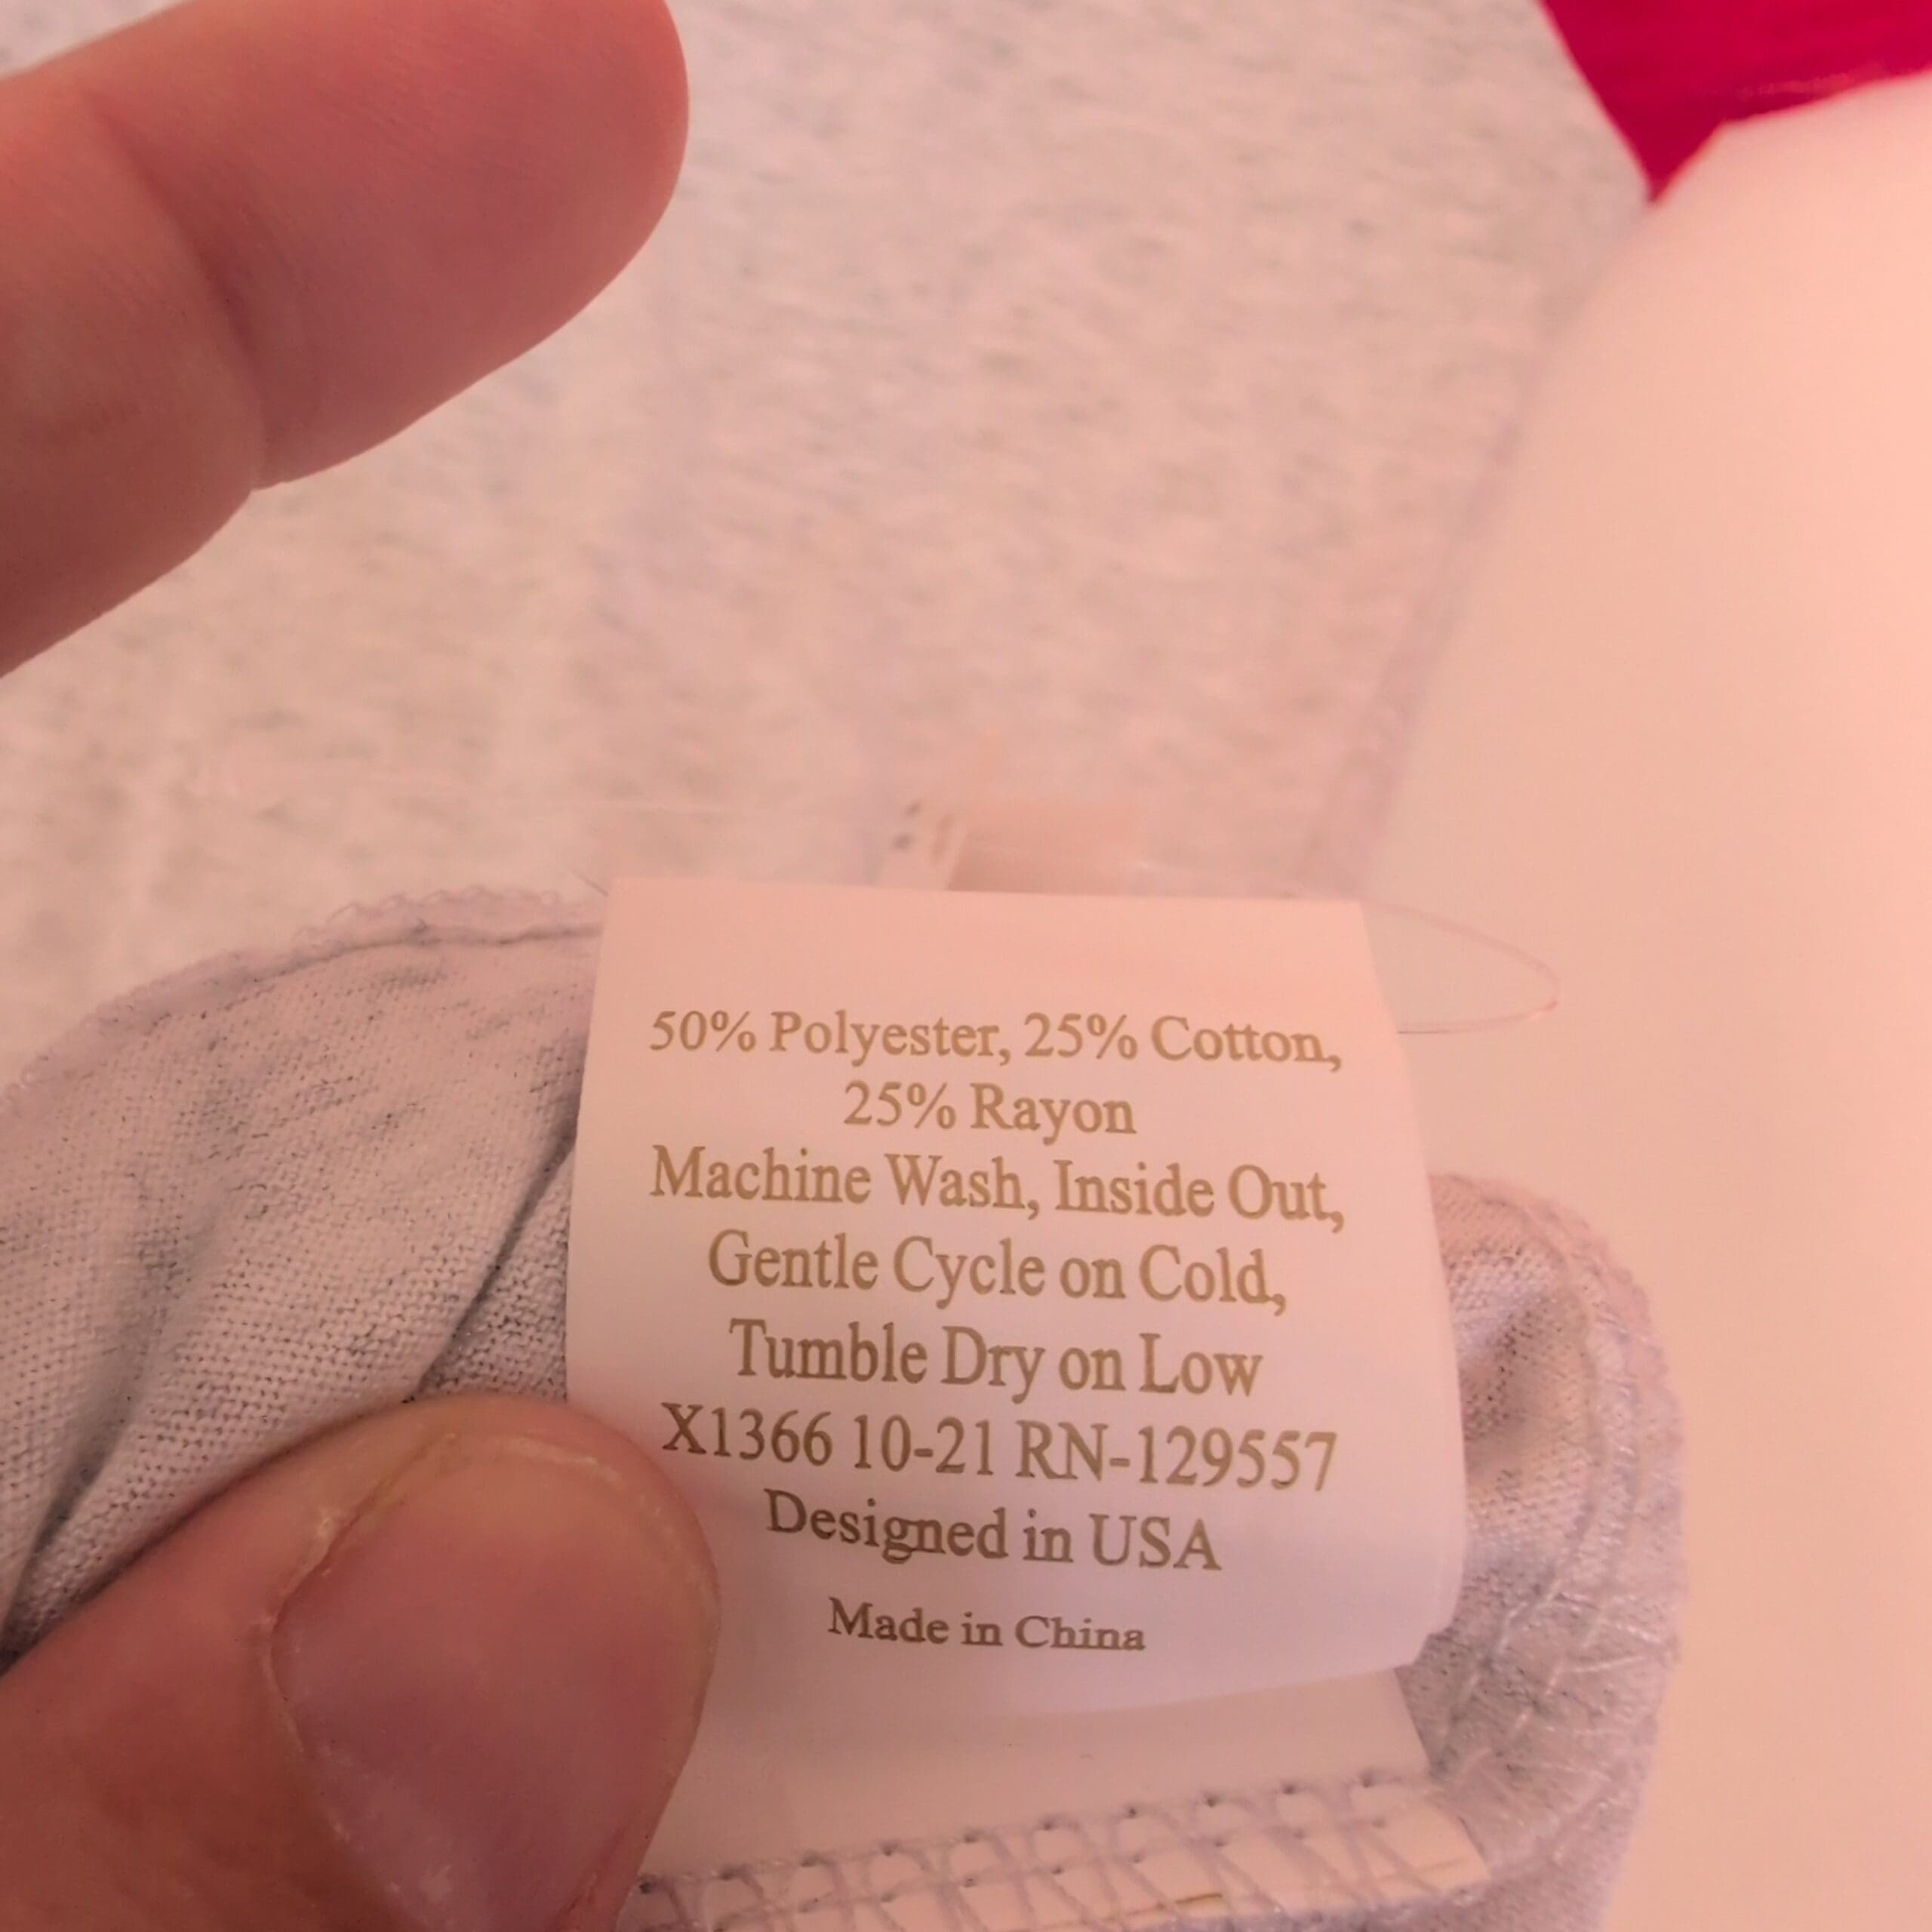 50% Polyester, 25% Cotton,
25% Rayon
Machine Wash, Inside Out,
Gentle Cycle on Cold,
Tumble Dry on Low
X1366 10-21 RN-129557
Designed in USA
Made in China